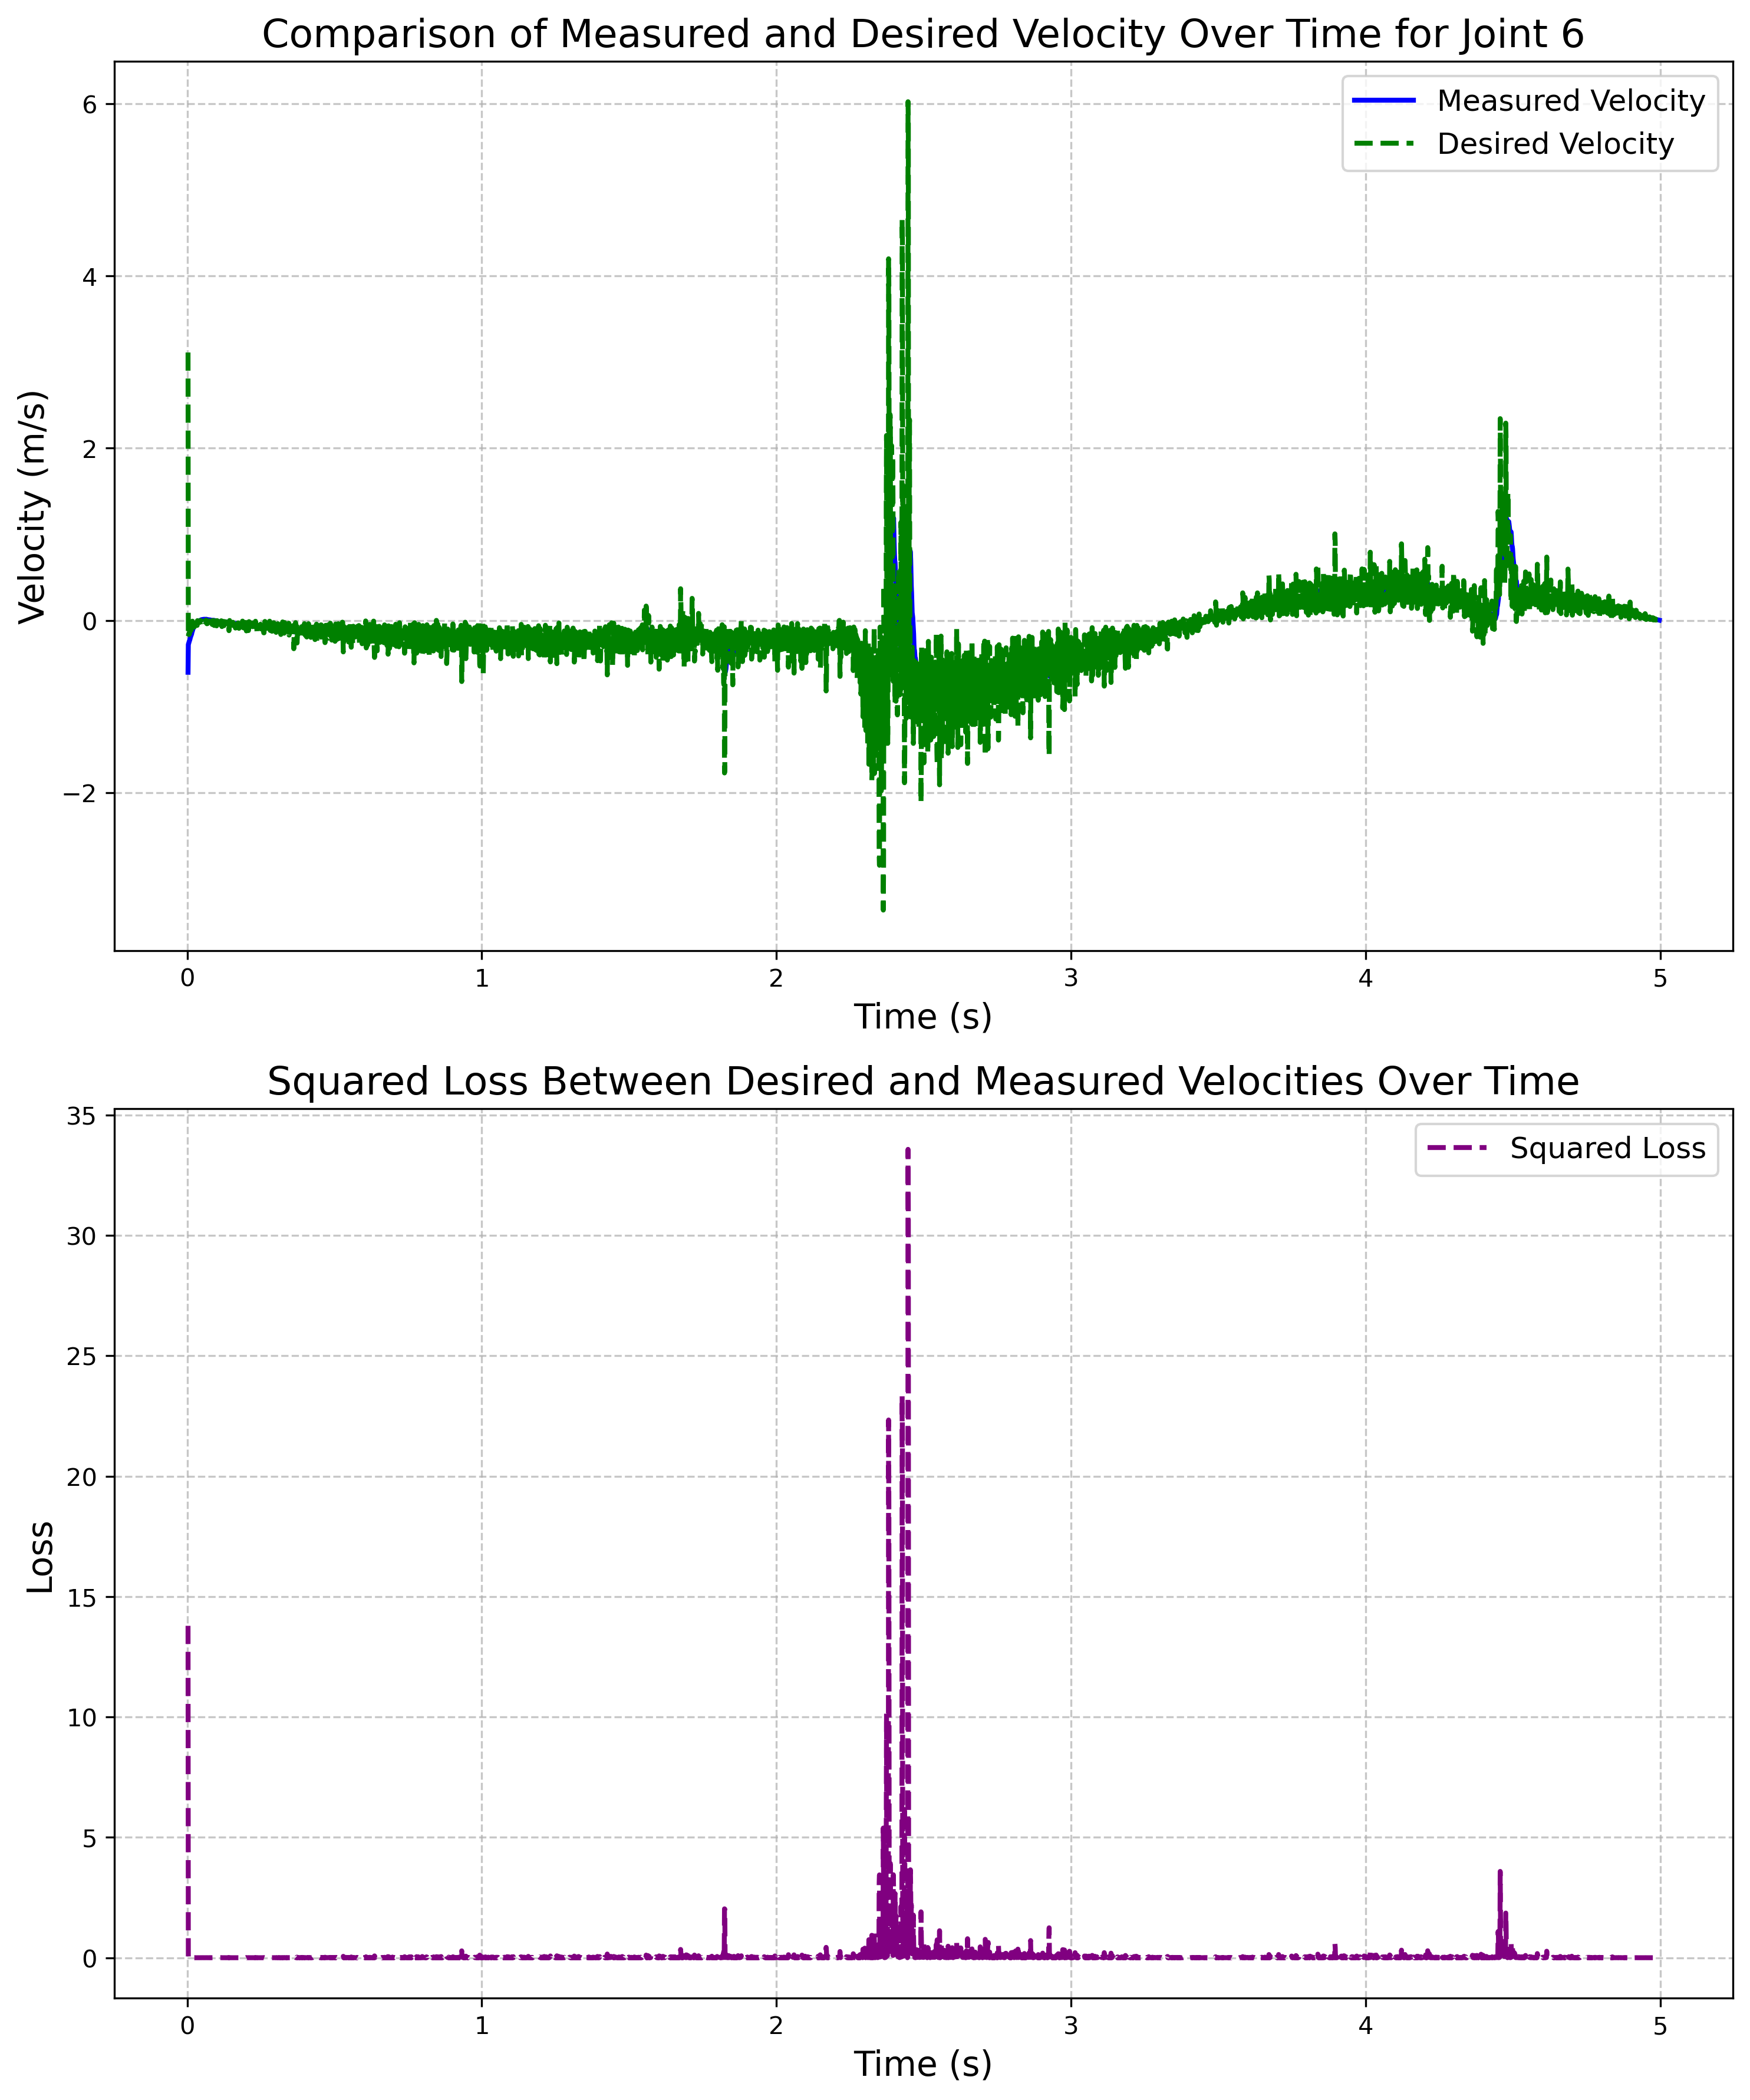 Comparison of Measured and Desired Velocity Over Time for Joint 6
Measured Velocity
Desired Velocity
Velocity (m/s)
6
4
2
0
−2
0 1 2 3 4 5
Time (s)
Squared Loss Between Desired and Measured Velocities Over Time
Squared Loss
Loss
35
30
25
20
15
10
5
0
0 1 2 3 4 5
Time (s)